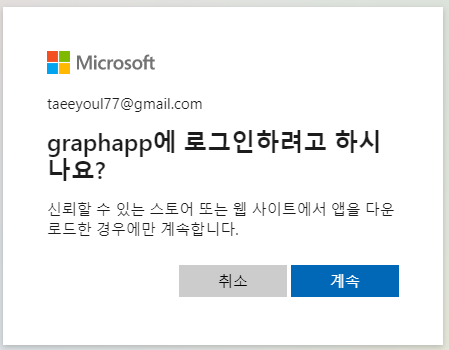 Microsoft
taeeyoul77@gmail.com
graphapp에 로그인하려고 하시
나요?
신뢰할 수 있는 스토어 또는 웹 사이트에서 앱을 다운
로드한 경우에만 계속합니다.
취소
계속